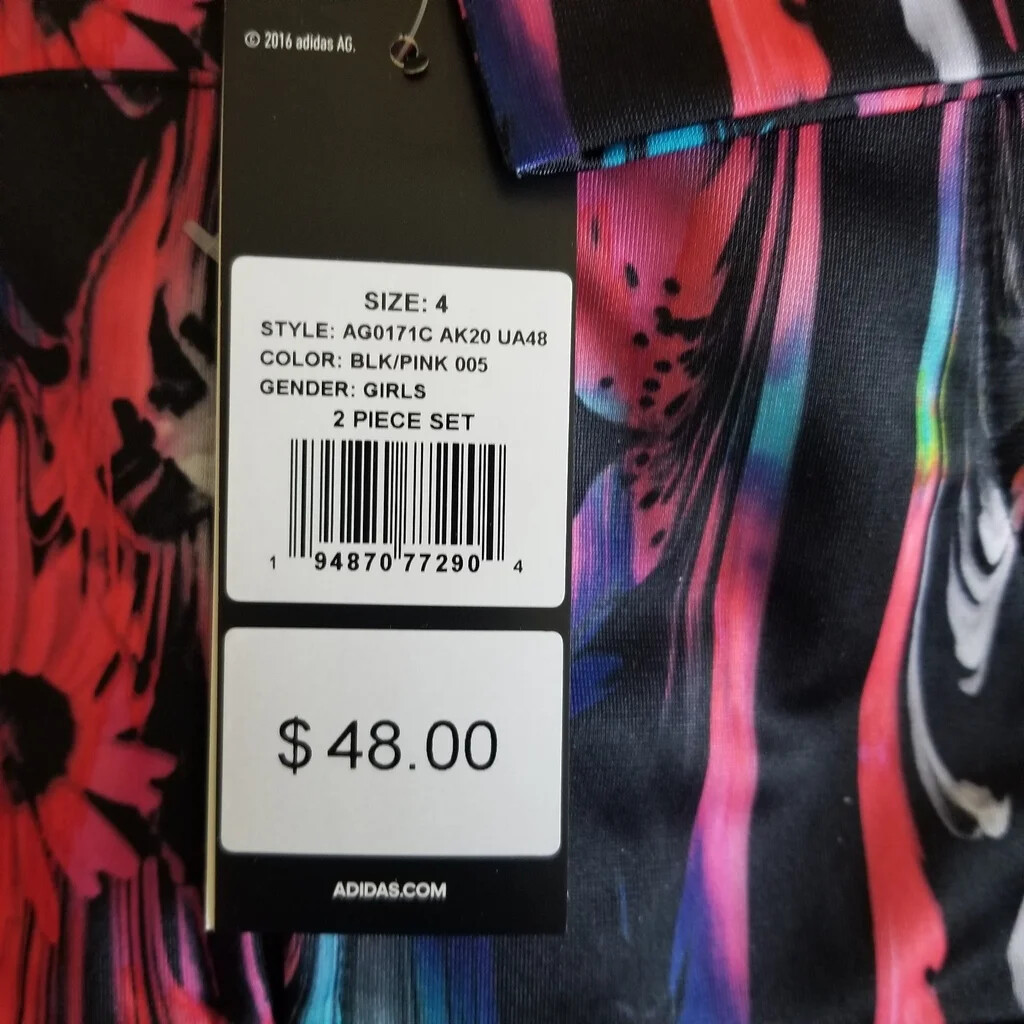 © 2016 adidas AG.
SIZE: 4
STYLE: AG0171C AK20 UA48
COLOR: BLK/PINK 005
GENDER: GIRLS
2 PIECE SET
1 94870 77290 4
$48.00
ADIDAS.COM